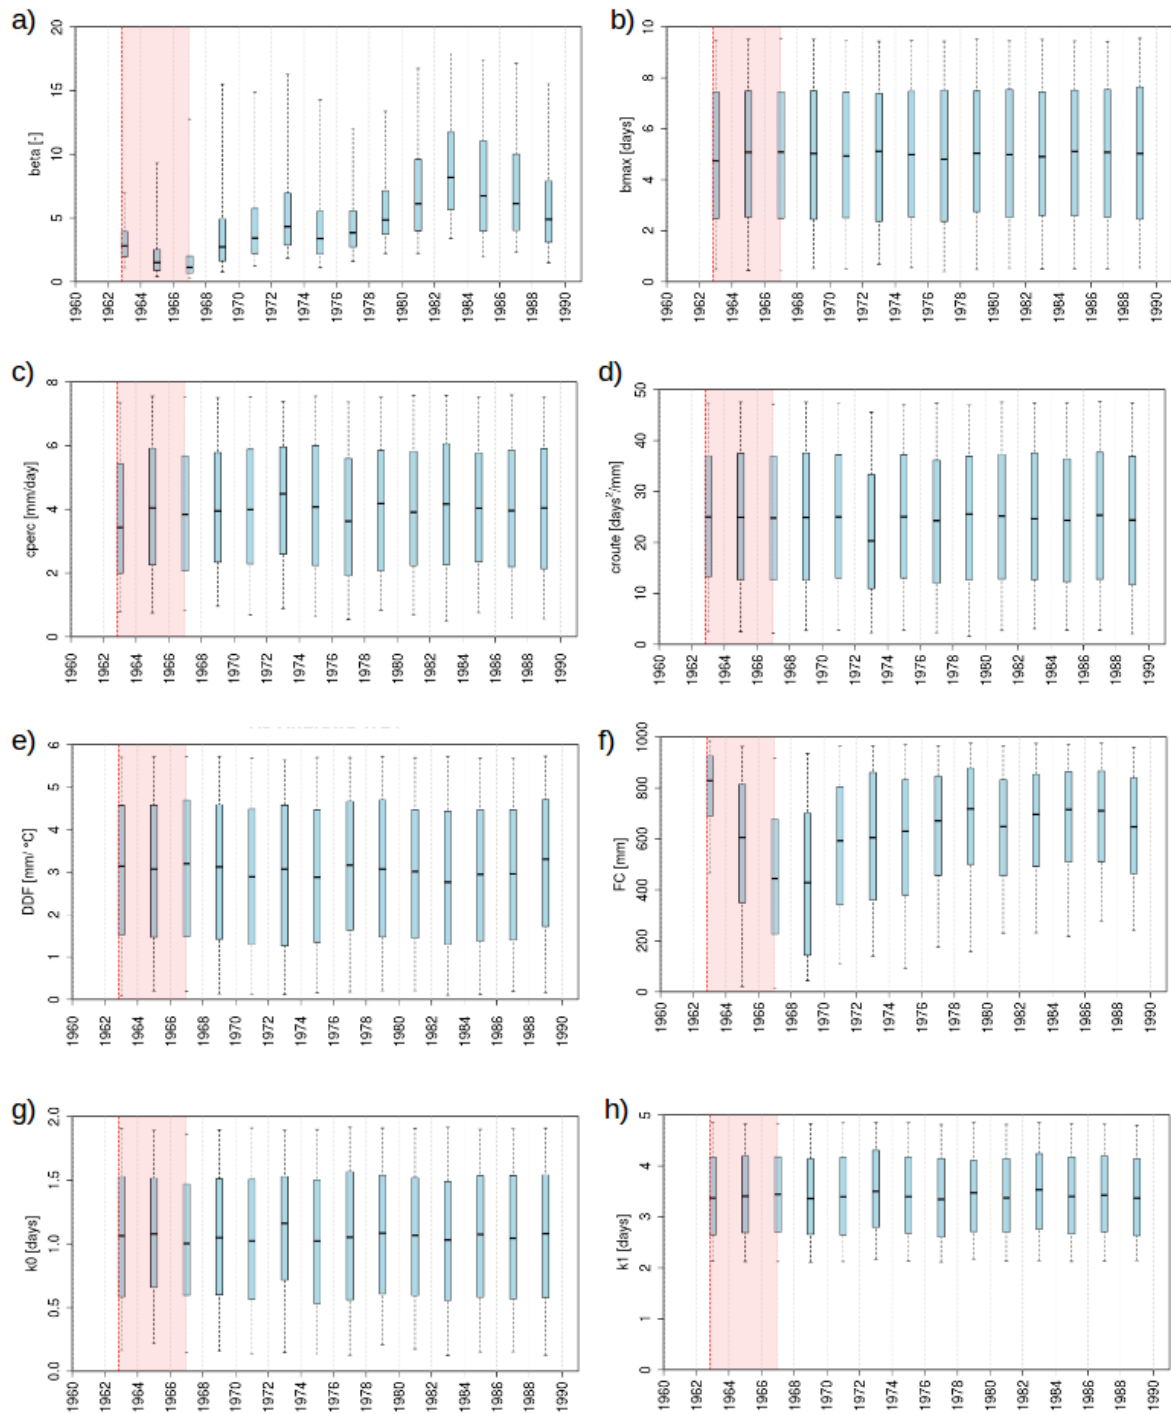 a)
beta [-]
20
15
10
5
0
1960 1962 1964 1966 1968 1970 1972 1974 1976 1978 1980 1982 1984 1986 1988 1990
b)
bmax [days]
10
8
6
4
2
0
1960 1962 1964 1966 1968 1970 1972 1974 1976 1978 1980 1982 1984 1986 1988 1990
c)
cperc [mm/day]
8
6
4
2
0
1960 1962 1964 1966 1968 1970 1972 1974 1976 1978 1980 1982 1984 1986 1988 1990
d)
croute [days²/mm]
50
40
30
20
10
0
1960 1962 1964 1966 1968 1970 1972 1974 1976 1978 1980 1982 1984 1986 1988 1990
e)
DDF [mm/ °C]
6
5
4
3
2
1
0
1960 1962 1964 1966 1968 1970 1972 1974 1976 1978 1980 1982 1984 1986 1988 1990
f)
FC [mm]
1000
800
600
400
200
0
1960 1962 1964 1966 1968 1970 1972 1974 1976 1978 1980 1982 1984 1986 1988 1990
g)
k0 [days]
2.0
1.5
1.0
0.5
0.0
1960 1962 1964 1966 1968 1970 1972 1974 1976 1978 1980 1982 1984 1986 1988 1990
h)
k1 [days]
5
4
3
2
1
0
1960 1962 1964 1966 1968 1970 1972 1974 1976 1978 1980 1982 1984 1986 1988 1990